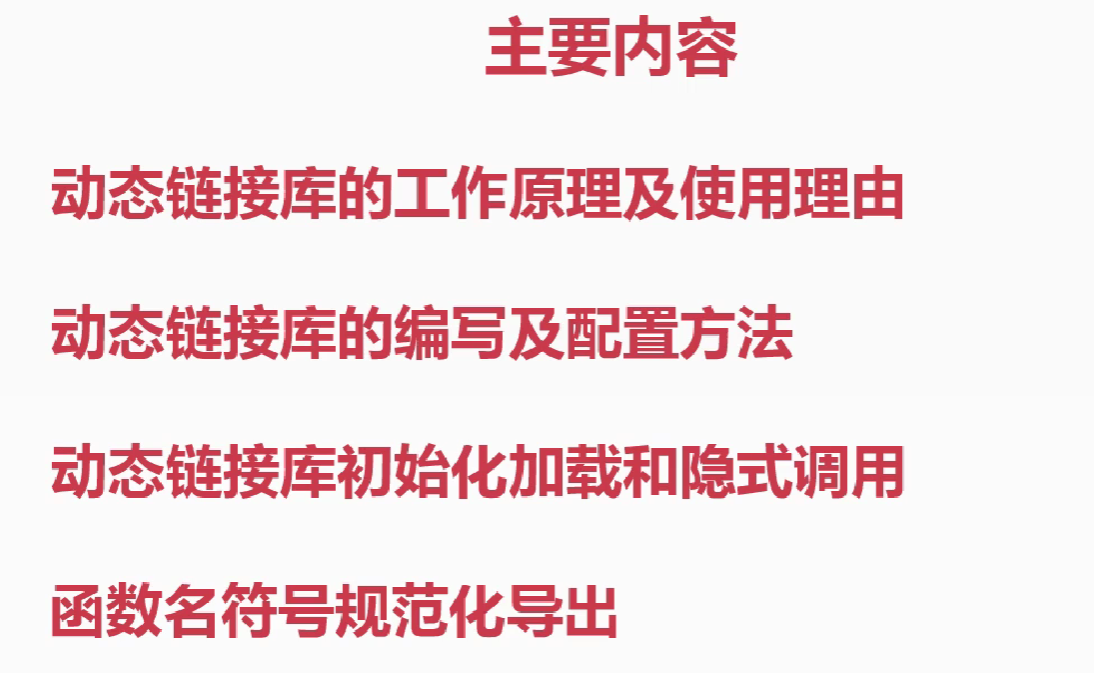 主要内容
动态链接库的工作原理及使用理由
动态链接库的编写及配置方法
动态链接库初始化加载和隐式调用
函数名符号规范化导出